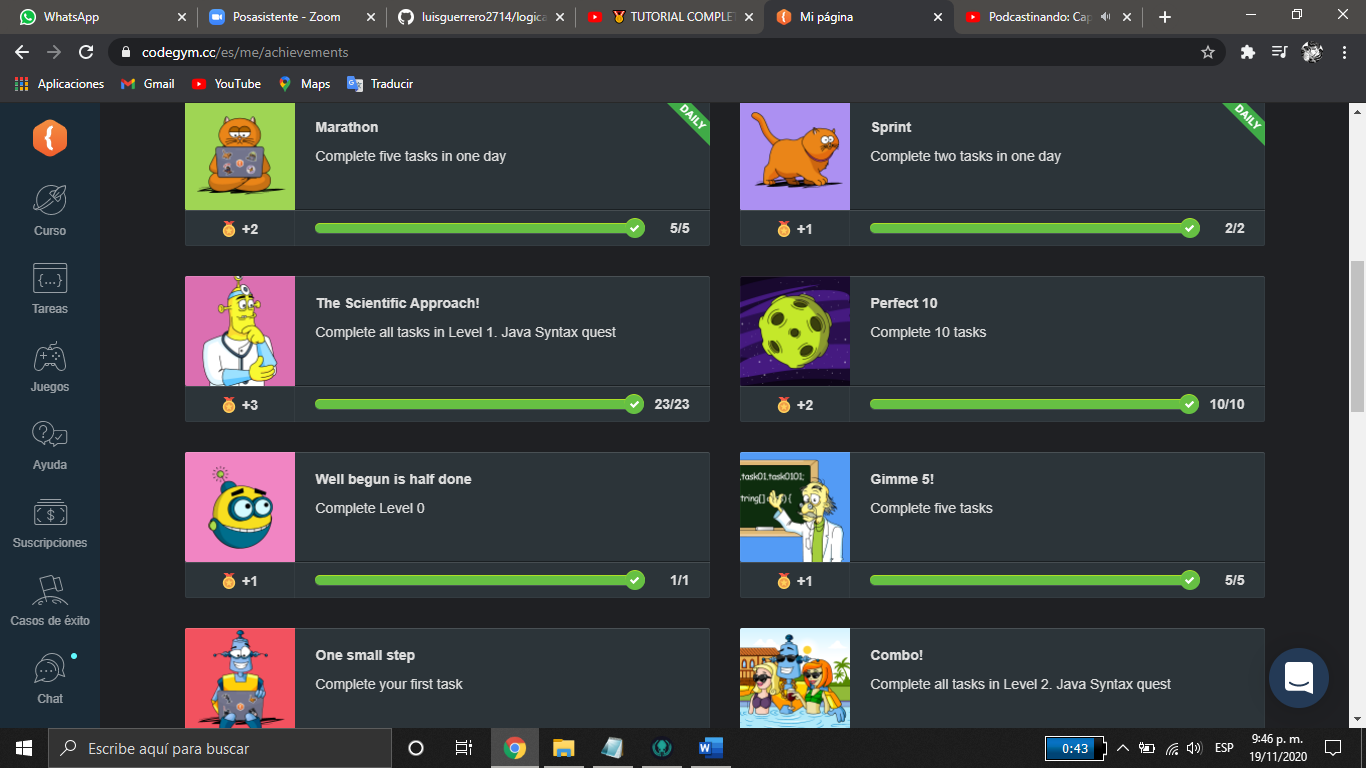 WhatsApp
Posasistente - Zoom
luisguerrero2714/logica
TUTORIAL COMPLET
Mi página
Podcastinando: Cap
codegym.cc/es/me/achievements
Aplicaciones
Gmail
YouTube
Maps
Traducir
Curso
Tareas
Juegos
Ayuda
Suscripciones
Casos de éxito
Chat
DAILY
Marathon
Complete five tasks in one day
+2
5/5
DAILY
Sprint
Complete two tasks in one day
+1
2/2
The Scientific Approach!
Complete all tasks in Level 1. Java Syntax quest
+3
23/23
Perfect 10
Complete 10 tasks
+2
10/10
Well begun is half done
Complete Level 0
+1
1/1
.task01.task0101;
Gimme 5!
Complete five tasks
+1
5/5
One small step
Complete your first task
Combo!
Complete all tasks in Level 2. Java Syntax quest
Escribe aquí para buscar
0:43
ESP
9:46 p. m.
19/11/2020